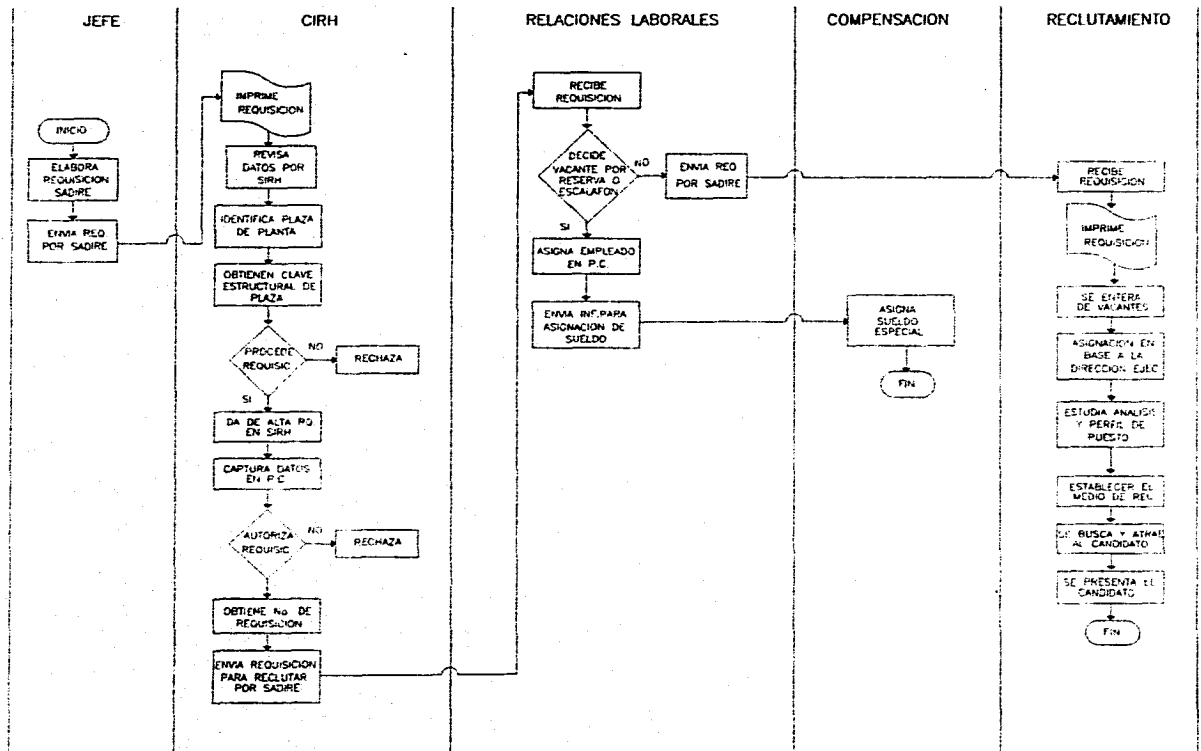 JEFE
CIRH
RELACIONES LABORALES
COMPENSACION
RECLUTAMIENTO
INICIO
ELABORA
REQUISICION
SADIRE
ENVIA REQ.
POR SADIRE
IMPRIME
REQUISICION
REVISA
DATOS POR
SIRH
IDENTIFICA PLAZA
DE PLANTA
OBTIENEN CLAVE
ESTRUCTURAL DE
PLAZA
PROCEDE
REQUISIC
NO
RECHAZA
SI
DA DE ALTA RQ
EN SIRH
CAPTURA DATOS
EN P.C
AUTORIZA
REQUISIC
NO
RECHAZA
OBTIENE No. DE
REQUISICION
ENVIA REQUISICION
PARA RECLUTAR
POR SADIRE
RECIBE
REQUISICION
DECIDE
VACANTE POR
RESERVA O
ESCALAFON
NO
ENVIA REQ
POR SADIRE
SI
ASIGNA EMPLEADO
EN P.C.
ENVIA INF.PARA
ASIGNACION DE
SUELDO
ASIGNA
SUELDO
ESPECIAL
FIN
RECIBE
REQUISICION
IMPRIME
REQUISICION
SE ENTERA
DE VACANTES
ASIGNACION EN
BASE A LA
DIRECCION EJEC
ESTUDIA ANALISIS
Y PERFIL DE
PUESTO
ESTABLECER EL
MEDIO DE REC.
SE BUSCA Y ATRAE
AL CANDIDATO
SE PRESENTA EL
CANDIDATO
FIN